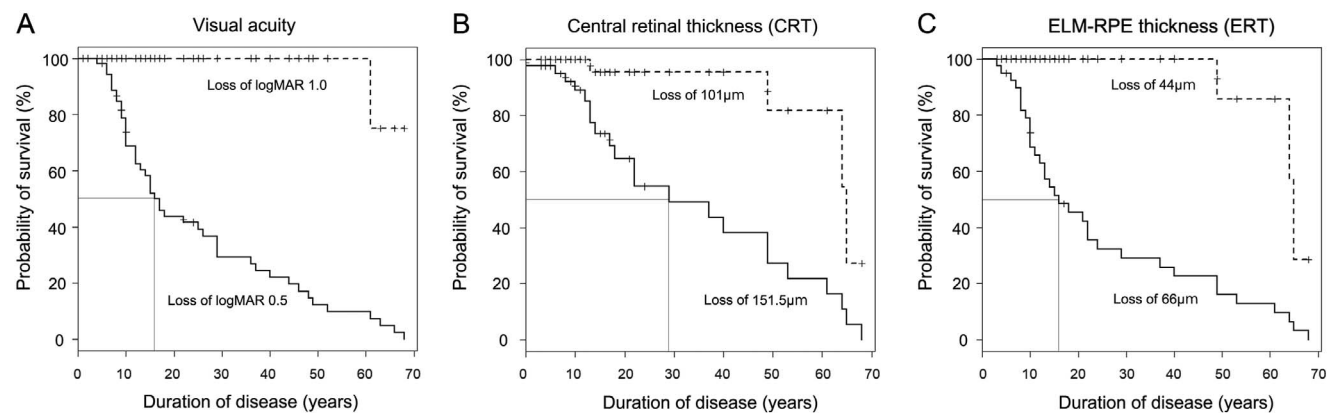 A
Visual acuity
Probability of survival (%)
100
80
60
40
20
0
Loss of logMAR 1.0
Loss of logMAR 0.5
0 10 20 30 40 50 60 70
Duration of disease (years)
B
Central retinal thickness (CRT)
Probability of survival (%)
100
80
60
40
20
0
Loss of 101μm
Loss of 151.5μm
0 10 20 30 40 50 60 70
Duration of disease (years)
C
ELM-RPE thickness (ERT)
Probability of survival (%)
100
80
60
40
20
0
Loss of 44μm
Loss of 66μm
0 10 20 30 40 50 60 70
Duration of disease (years)